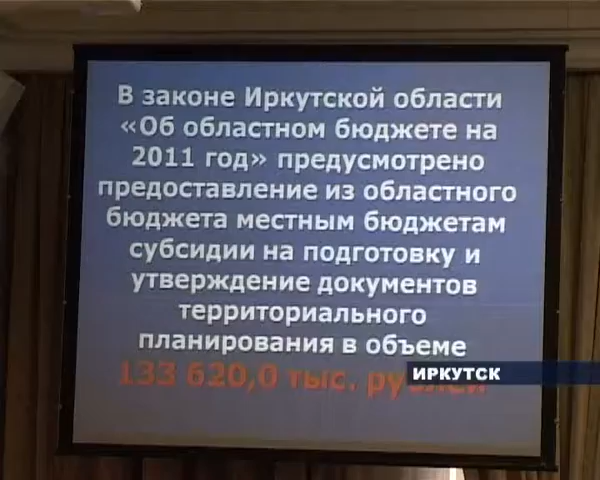 В законе Иркутской области
«Об областном бюджете на
2011 год» предусмотрено
предоставление из областного
бюджета местным бюджетам
субсидии на подготовку и
утверждение документов
территориального
планирования в объеме
133 620,0 тыс. рублей
ИРКУТСК